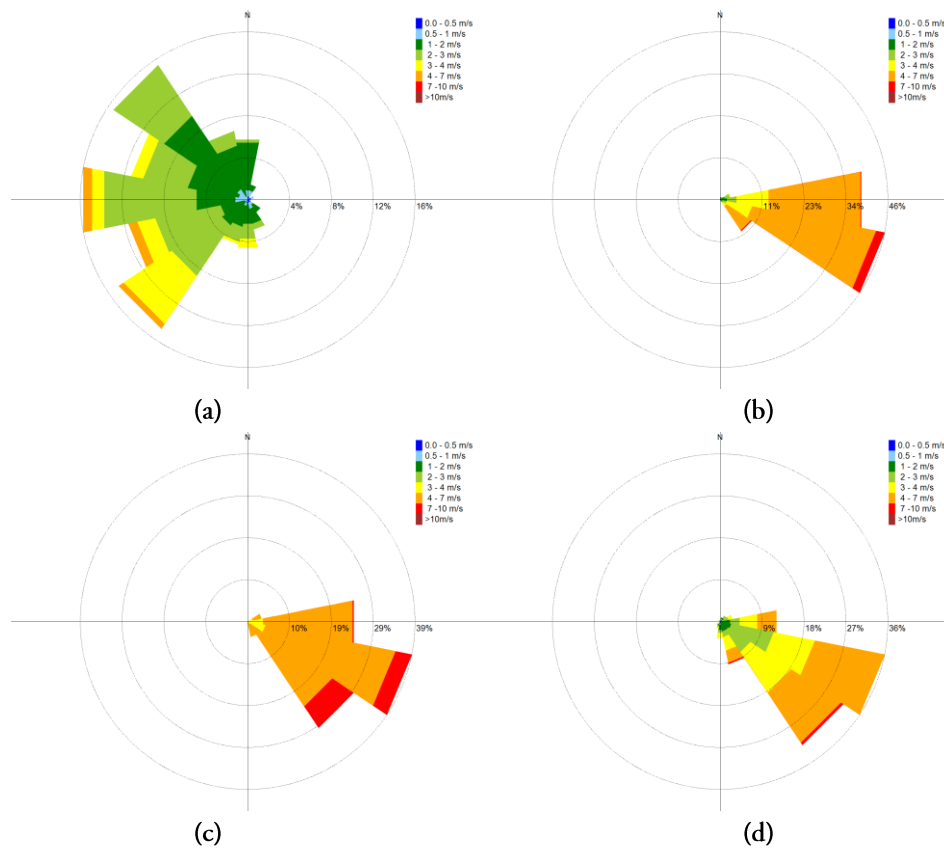 N
0.0 - 0.5 m/s
0.5 - 1 m/s
1 - 2 m/s
2 - 3 m/s
3 - 4 m/s
4 - 7 m/s
7 -10 m/s
>10m/s
4% 8% 12% 16%
(a)
N
0.0 - 0.5 m/s
0.5 - 1 m/s
1 - 2 m/s
2 - 3 m/s
3 - 4 m/s
4 - 7 m/s
7 -10 m/s
>10m/s
11% 23% 34% 46%
(b)
N
0.0 - 0.5 m/s
0.5 - 1 m/s
1 - 2 m/s
2 - 3 m/s
3 - 4 m/s
4 - 7 m/s
7 -10 m/s
>10m/s
10% 19% 29% 39%
(c)
N
0.0 - 0.5 m/s
0.5 - 1 m/s
1 - 2 m/s
2 - 3 m/s
3 - 4 m/s
4 - 7 m/s
7 -10 m/s
>10m/s
9% 18% 27% 36%
(d)